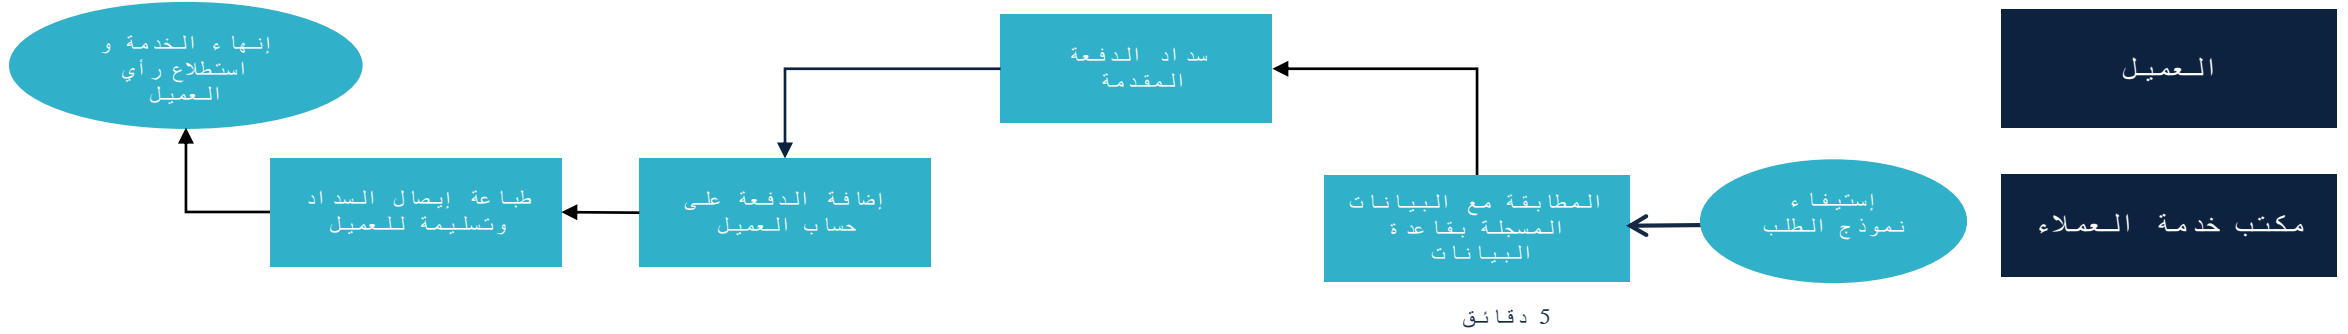 العميل
سداد الدفعة
المقدمة
إنهاء الخدمة و
استطلاع رأي
العميل
مكتب خدمة العملاء
إستيفاء
نموذج الطلب
المطابقة مع البيانات
المسجلة بقاعدة
البيانات
5 دقائق
إضافة الدفعة على
حساب العميل
طباعة إيصال السداد
وتسليمة للعميل